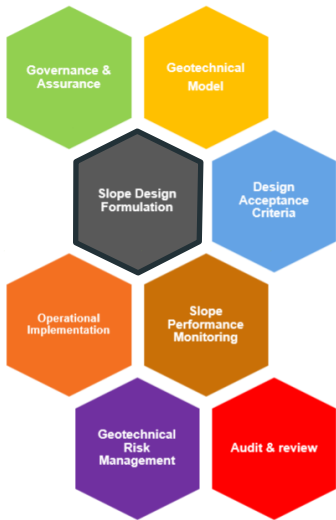 Governance &
Assurance
Geotechnical
Model
Slope Design
Formulation
Design
Acceptance
Criteria
Operational
Implementation
Slope
Performance
Monitoring
Geotechnical
Risk
Management
Audit & review